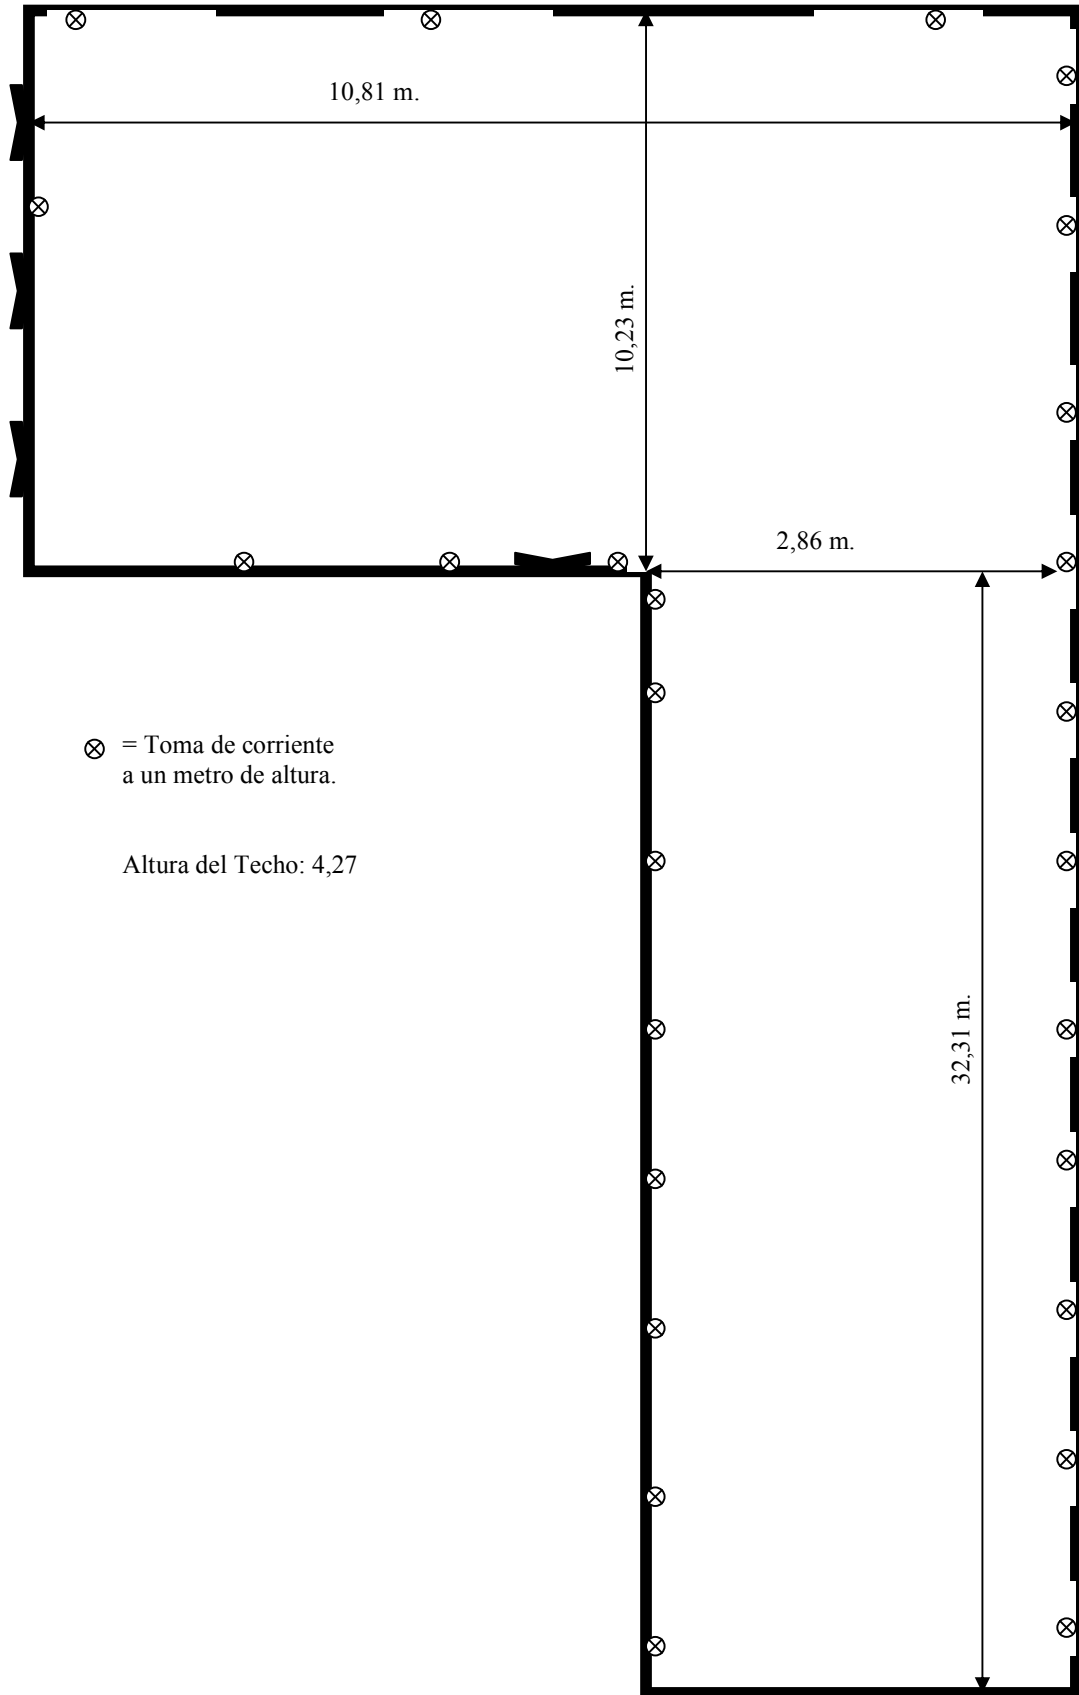 10,81 m.
10,23 m.
2,86 m.
= Toma de corriente
a un metro de altura.
Altura del Techo: 4,27
32,31 m.